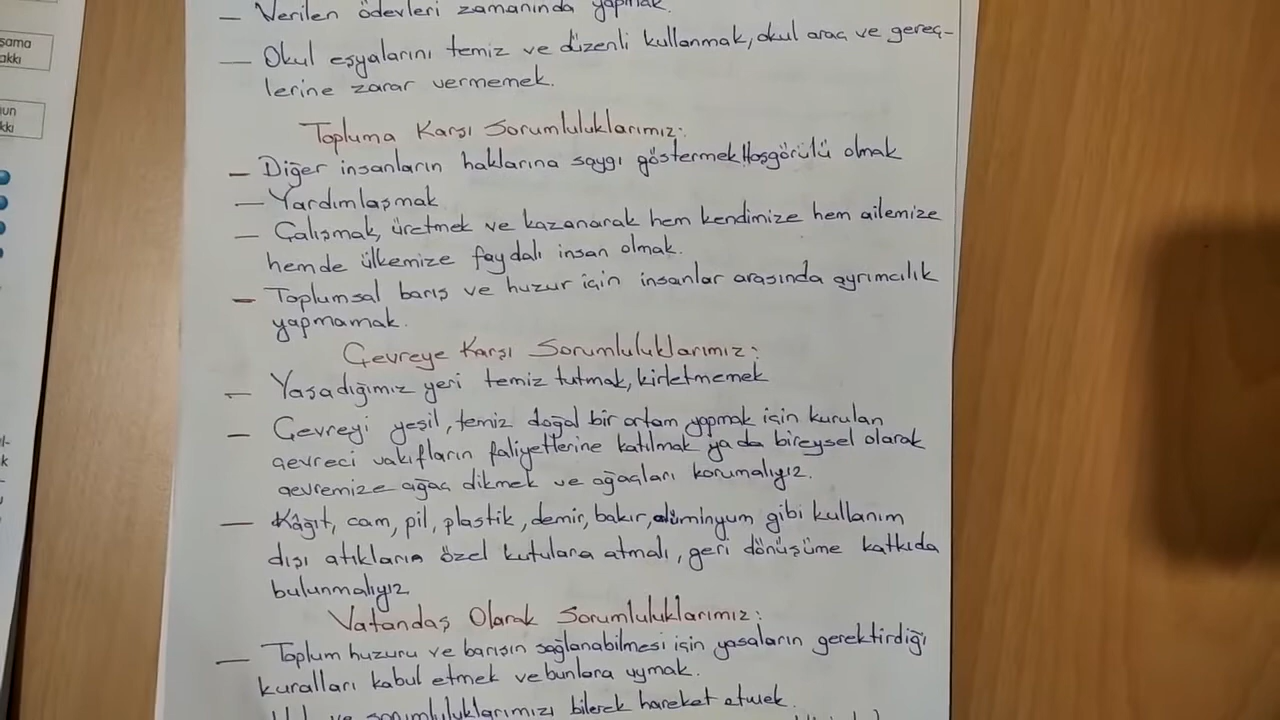 şama
akkı
un
kkı
— Verilen ödevleri zamanında yapmak.
— Okul eşyalarını temiz ve düzenli kullanmak, okul araç ve gereç-
lerine zarar vermemek.
Topluma Karşı Sorumluluklarımız:
— Diğer insanların haklarına saygı göstermek Hoşgörülü olmak
— Yardımlaşmak
— Çalışmak, üretmek ve kazanarak hem kendimize hem ailemize
hemde ülkemize faydalı insan olmak.
— Toplumsal barış ve huzur için insanlar arasında ayrımcılık
yapmamak.
Çevreye Karşı Sorumluluklarımız:
— Yaşadığımız yeri temiz tutmak, kirletmemek
— Çevreyi yeşil, temiz doğal bir ortam yapmak için kurulan
çevreci vakıfların faliyetlerine katılmak ya da bireysel olarak
çevremize ağaç dikmek ve ağaçları korumalıyız.
— Kâğıt, cam, pil, plastik, demir, bakır, alüminyum gibi kullanım
dışı atıkların özel kutulara atmalı, geri dönüşüme katkıda
bulunmalıyız
Vatandaş Olarak Sorumluluklarımız:
— Toplum huzuru ve barışın sağlanabilmesi için yasaların gerektirdiği
kuralları kabul etmek ve bunlara uymak.
ve sorumluluklarımızı bilerek hareket etmek.